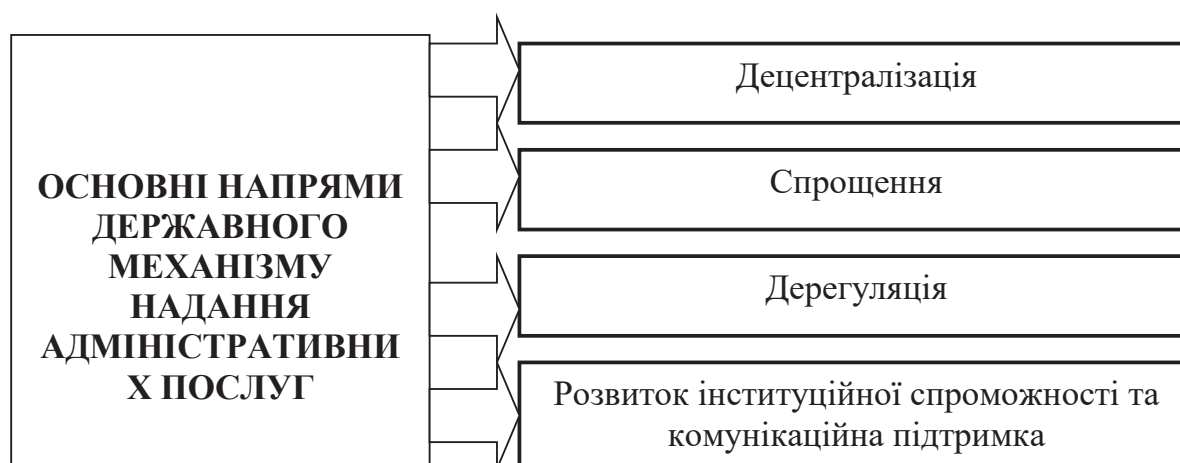 ОСНОВНІ НАПРЯМИ
ДЕРЖАВНОГО
МЕХАНІЗМУ
НАДАННЯ
АДМІНІСТРАТИВНИ
Х ПОСЛУГ
Децентралізація
Спрощення
Дерегуляція
Розвиток інституційної спроможності та
комунікаційна підтримка